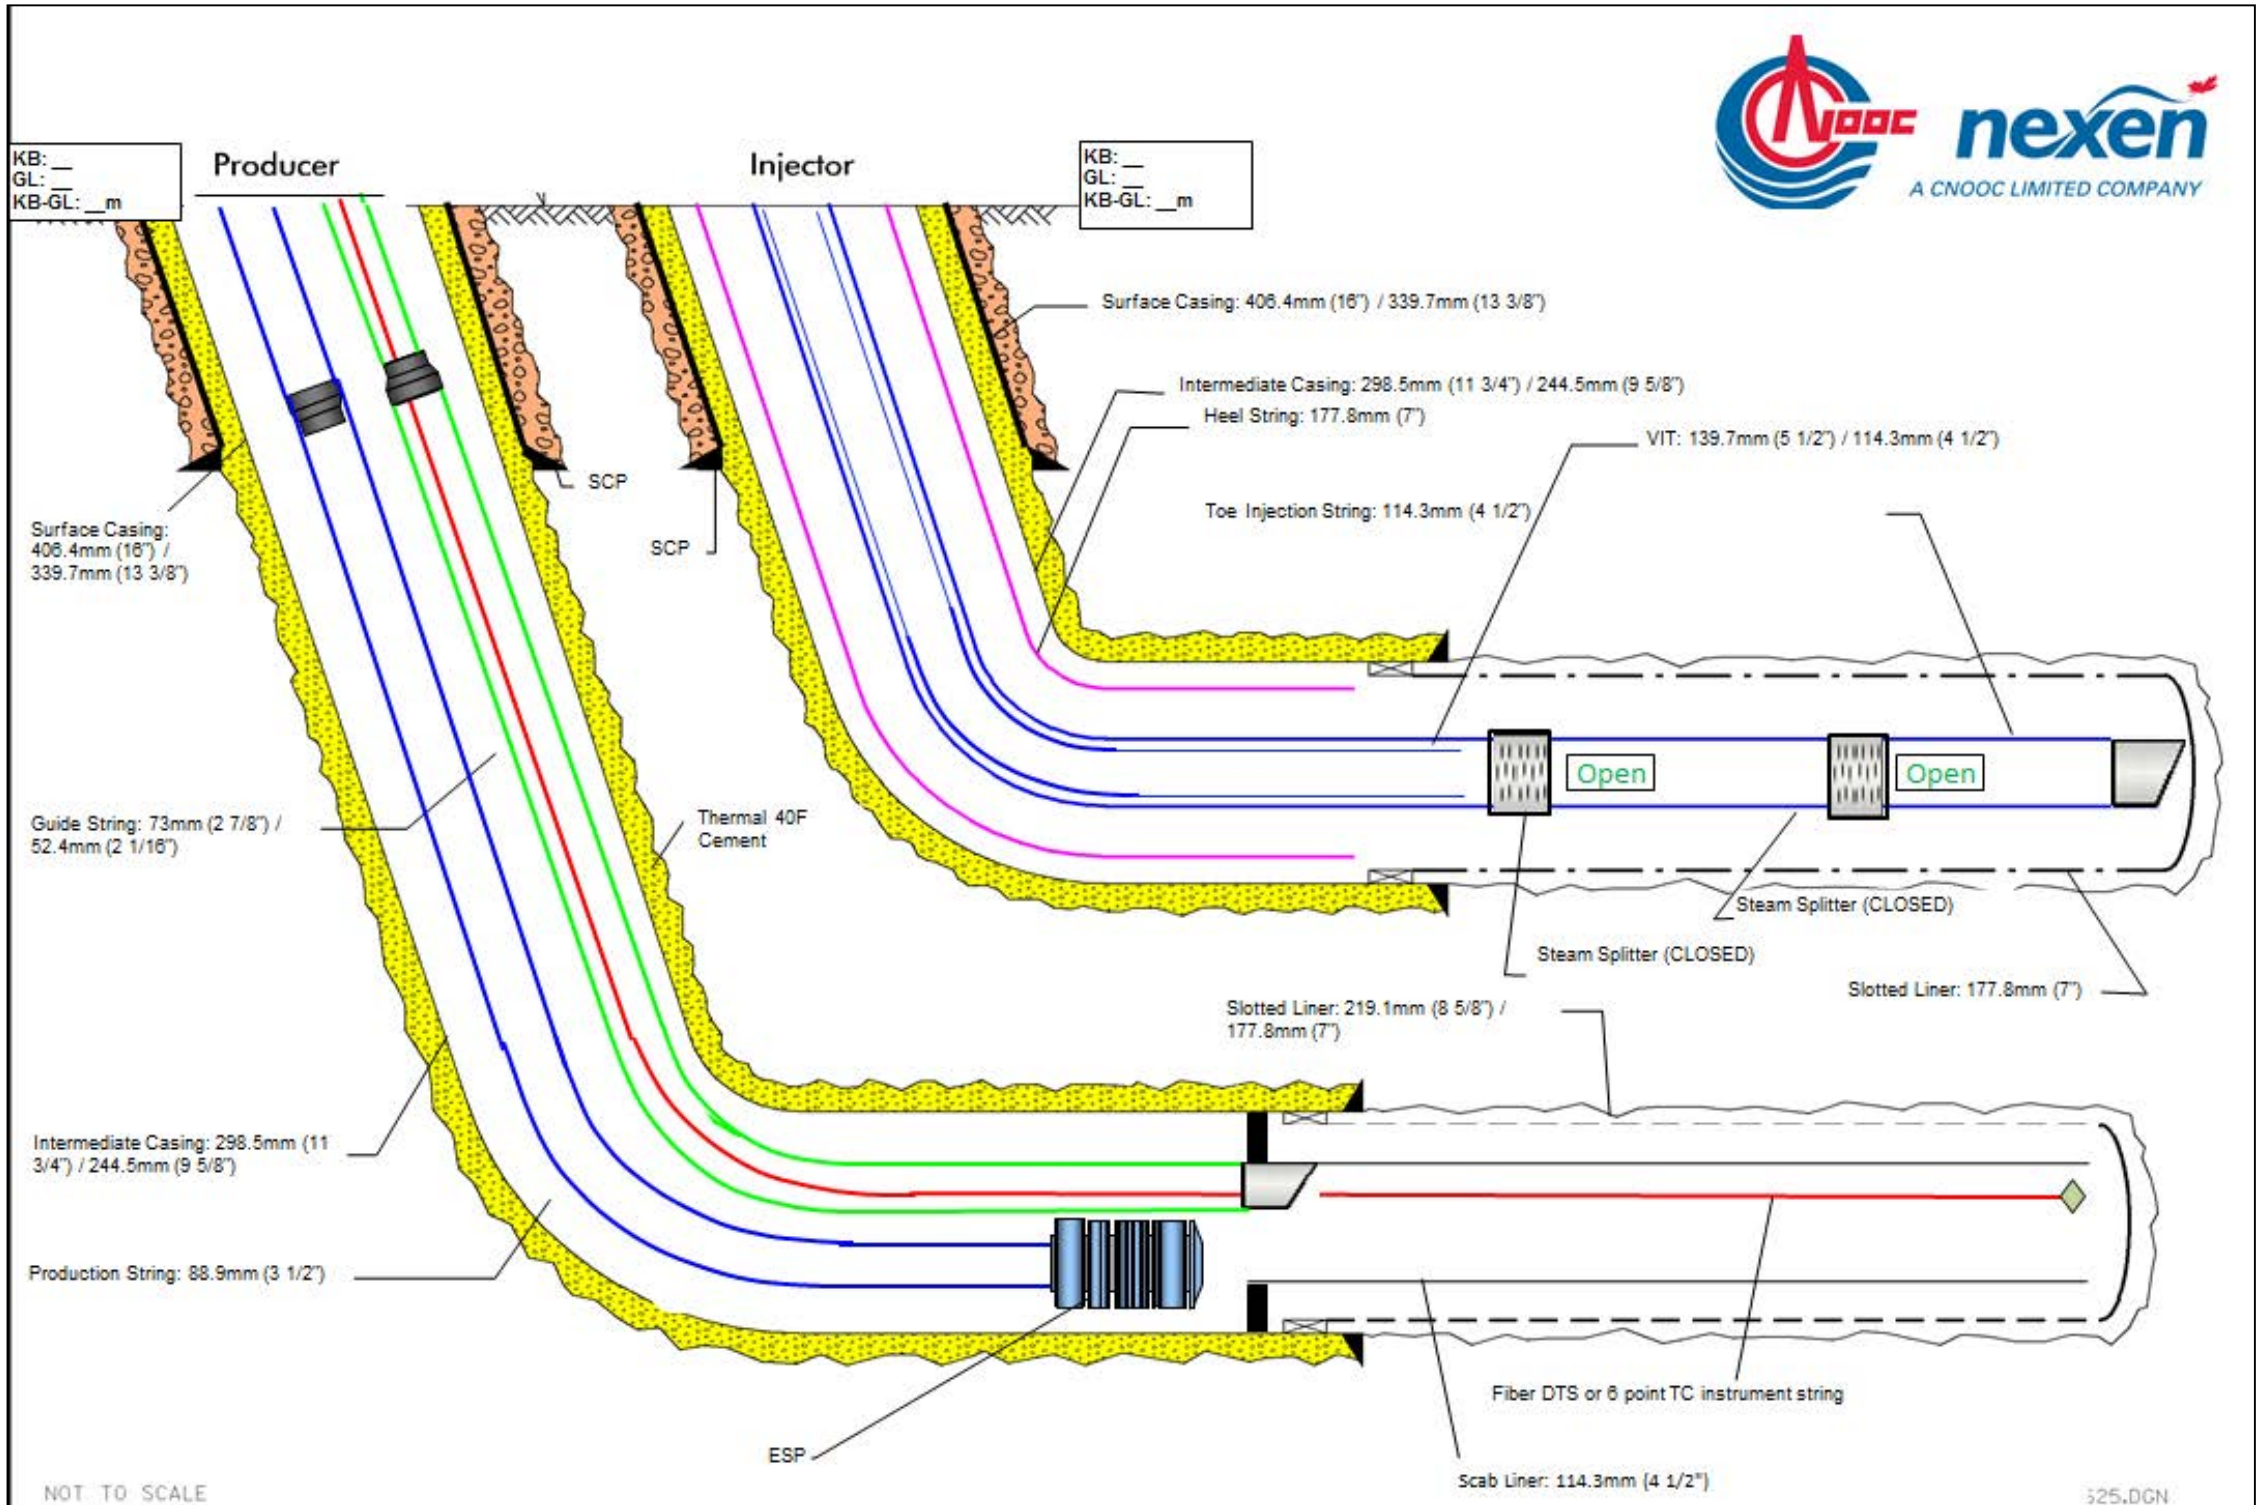 NOOC
nexen
A CNOOC LIMITED COMPANY
KB: __
GL: __
KB-GL: __m
Producer
Injector
KB: __
GL: __
KB-GL: __m
Surface Casing: 406.4mm (16") / 339.7mm (13 3/8")
Intermediate Casing: 298.5mm (11 3/4") / 244.5mm (9 5/8")
Heel String: 177.8mm (7")
VIT: 139.7mm (5 1/2") / 114.3mm (4 1/2")
SCP
Toe Injection String: 114.3mm (4 1/2")
Surface Casing:
406.4mm (16") /
339.7mm (13 3/8")
SCP
Open
Open
Guide String: 73mm (2 7/8") /
52.4mm (2 1/16")
Thermal 40F
Cement
Steam Splitter (CLOSED)
Steam Splitter (CLOSED)
Slotted Liner: 177.8mm (7")
Slotted Liner: 219.1mm (8 5/8") /
177.8mm (7")
Intermediate Casing: 298.5mm (11
3/4") / 244.5mm (9 5/8")
Production String: 88.9mm (3 1/2")
Fiber DTS or 6 point TC instrument string
ESP
Scab Liner: 114.3mm (4 1/2")
NOT TO SCALE
525.DGN